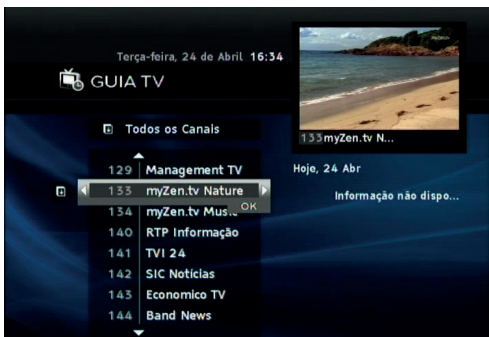 Terça-feira, 24 de Abril 16:34
GUIA TV
Todos os Canais
133 myZen.tv N...
129 Management TV
133 myZen.tv Nature
OK
134 myZen.tv
140 RTP Informação
141 TVI 24
142 SIC Notícias
143 Economico TV
144 Band News
Hoje, 24 Abr
Informação não dispo...